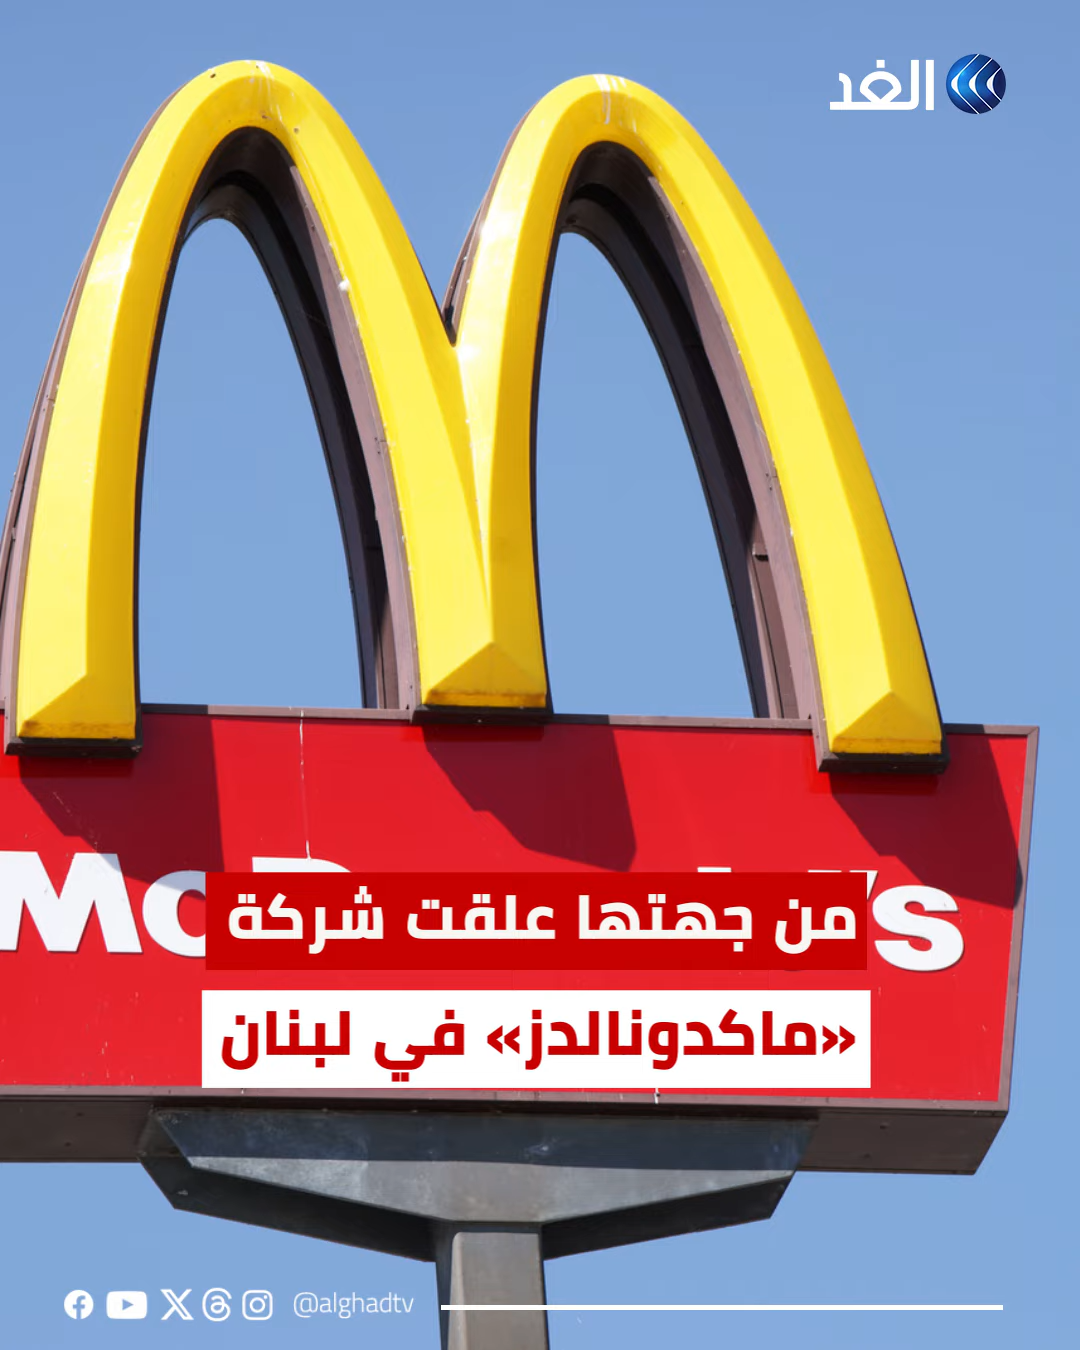 الغد
من جهتها علقت شركة
«ماكدونالدز» في لبنان
@alghadtv